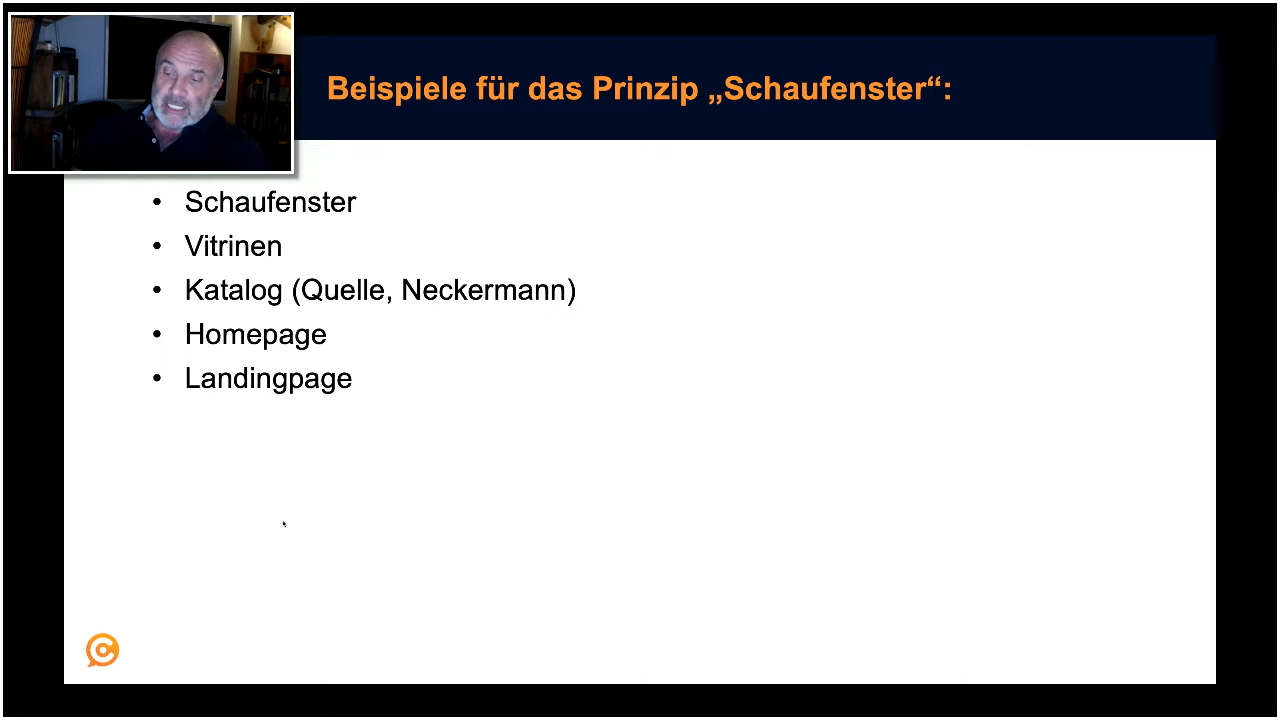 Beispiele für das Prinzip „Schaufenster“:
• Schaufenster
• Vitrinen
• Katalog (Quelle, Neckermann)
• Homepage
• Landingpage